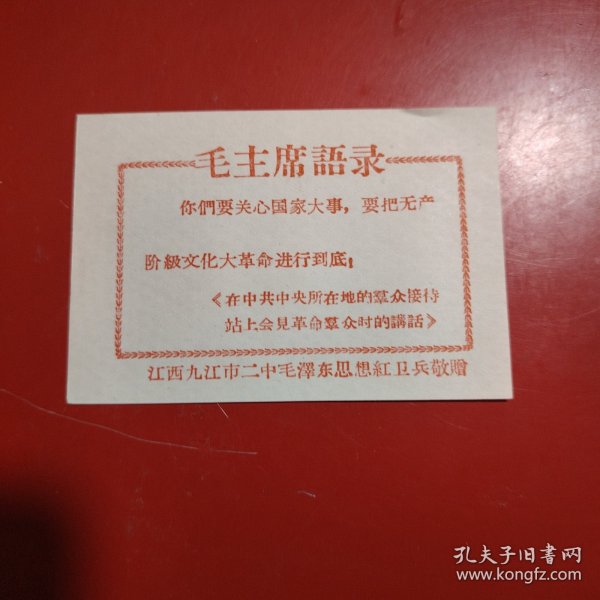 毛主席語录
你們要关心国家大事，要把无产
阶級文化大革命进行到底！
《在中共中央所在地的羣众接待
站上会見革命羣众时的講話》
江西九江市二中毛澤东思想紅卫兵敬贈
孔夫子旧書网
www.kongfz.com